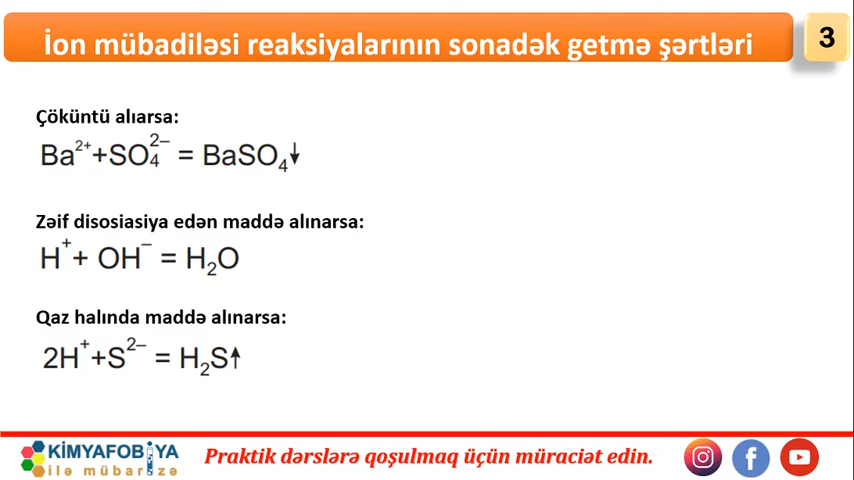 İon mübadiləsi reaksiyalarının sonadək getmə şərtləri
3
Çöküntü alıarsa:
Ba²⁺+SO₄²⁻ = BaSO₄↓
Zəif disosiasiya edən maddə alınarsa:
H⁺+ OH⁻ = H₂O
Qaz halında maddə alınarsa:
2H⁺+S²⁻ = H₂S↑
KİMYAFOBİYA
ilə mübarizə
Praktik dərslərə qoşulmaq üçün müraciət edin.